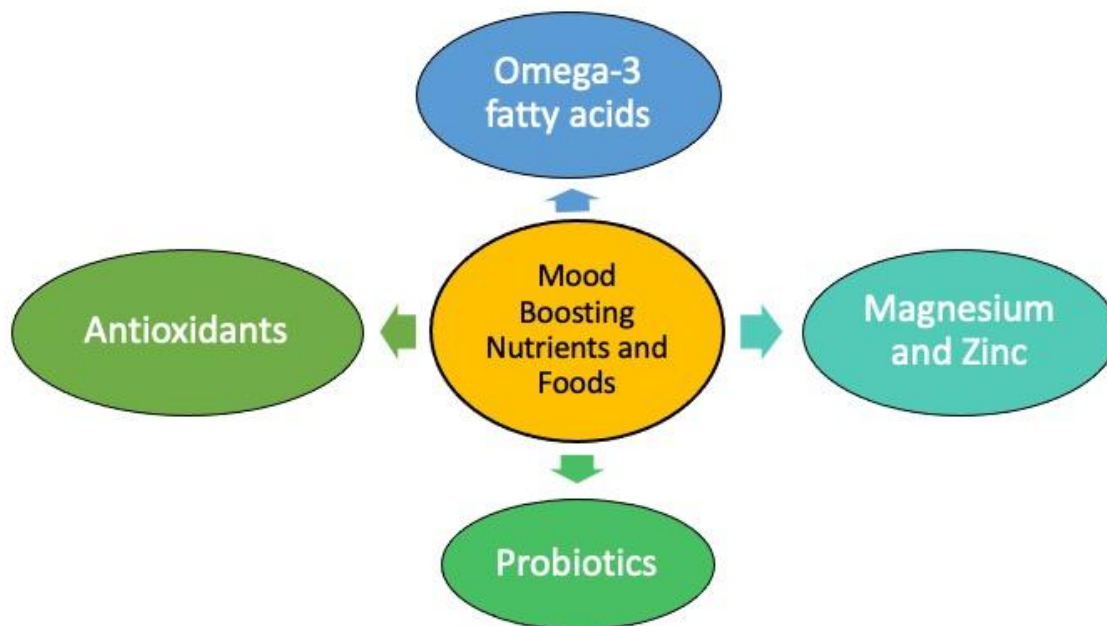 Omega-3
fatty acids
Mood
Boosting
Nutrients and
Foods
Antioxidants
Magnesium
and Zinc
Probiotics